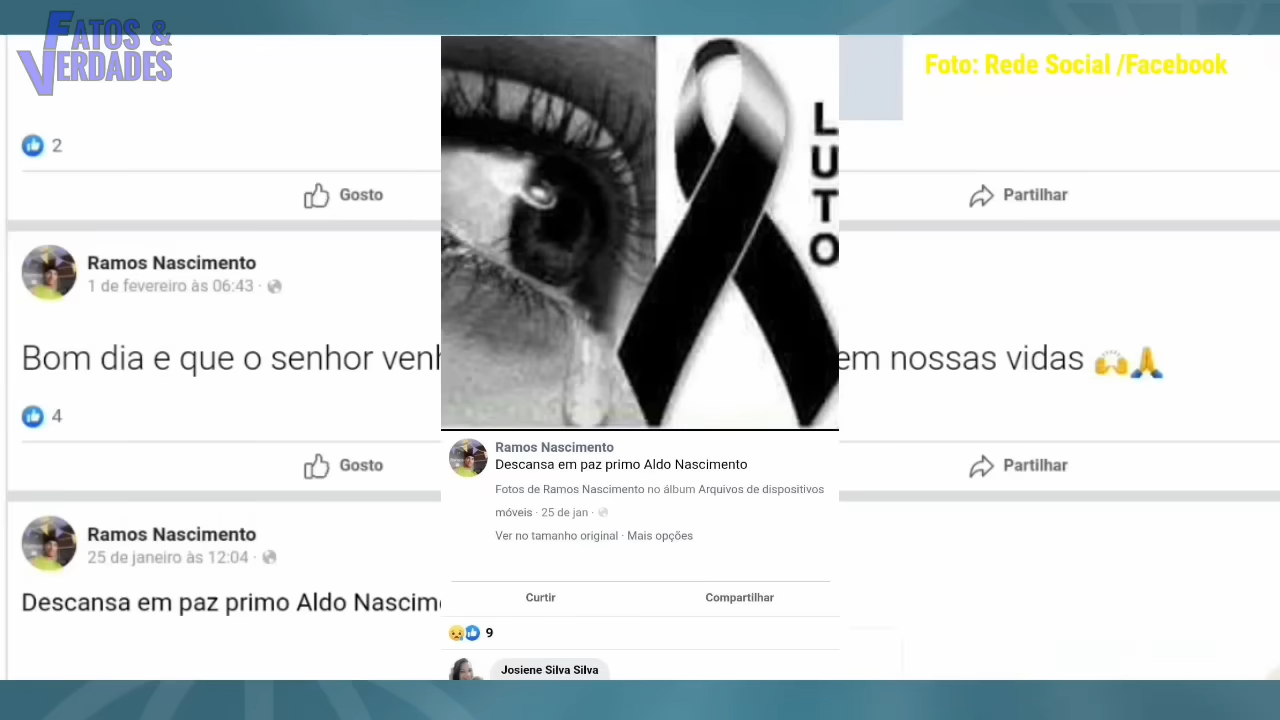 FATOS &
VERDADES
Foto: Rede Social /Facebook
2
Gosto
Partilhar
Ramos Nascimento
1 de fevereiro às 06:43 ·
Bom dia e que o senhor
em nossas vidas 🙌🙏
4
Gosto
Partilhar
Ramos Nascimento
25 de janeiro às 12:04 ·
Descansa em paz primo Aldo
LUTO
Ramos Nascimento
Descansa em paz primo Aldo Nascimento
Fotos de Ramos Nascimento no álbum Arquivos de dispositivos
móveis · 25 de jan ·
Ver no tamanho original · Mais opções
Curtir
Compartilhar
9
Josiene Silva Silva